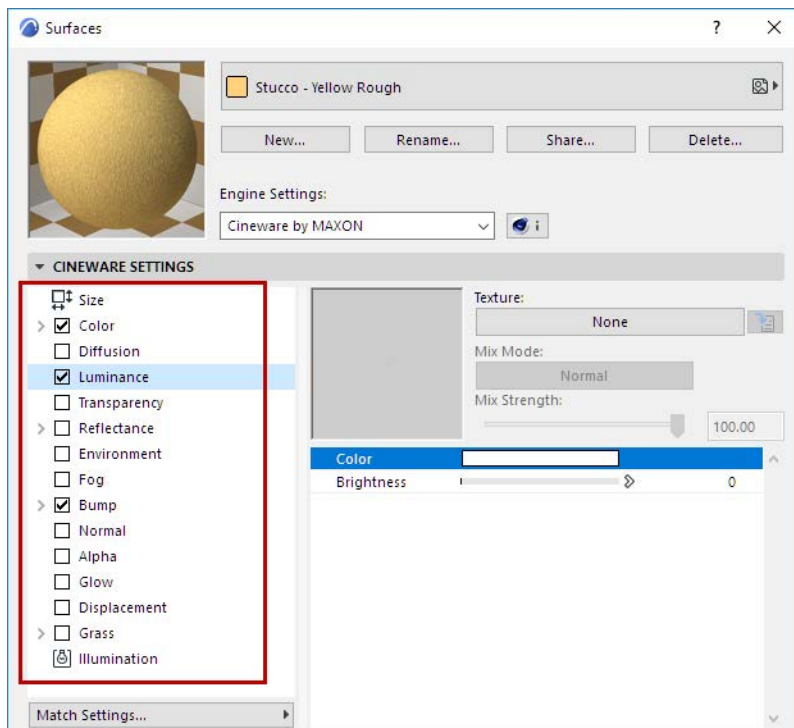 Surfaces
?
Stucco - Yellow Rough
New...
Rename...
Share...
Delete...
Engine Settings:
Cineware by MAXON
i
CINEWARE SETTINGS
Size
Color
Diffusion
Luminance
Transparency
Reflectance
Environment
Fog
Bump
Normal
Alpha
Glow
Displacement
Grass
Illumination
Match Settings...
Texture:
None
Mix Mode:
Normal
Mix Strength:
100.00
Color
Brightness 0